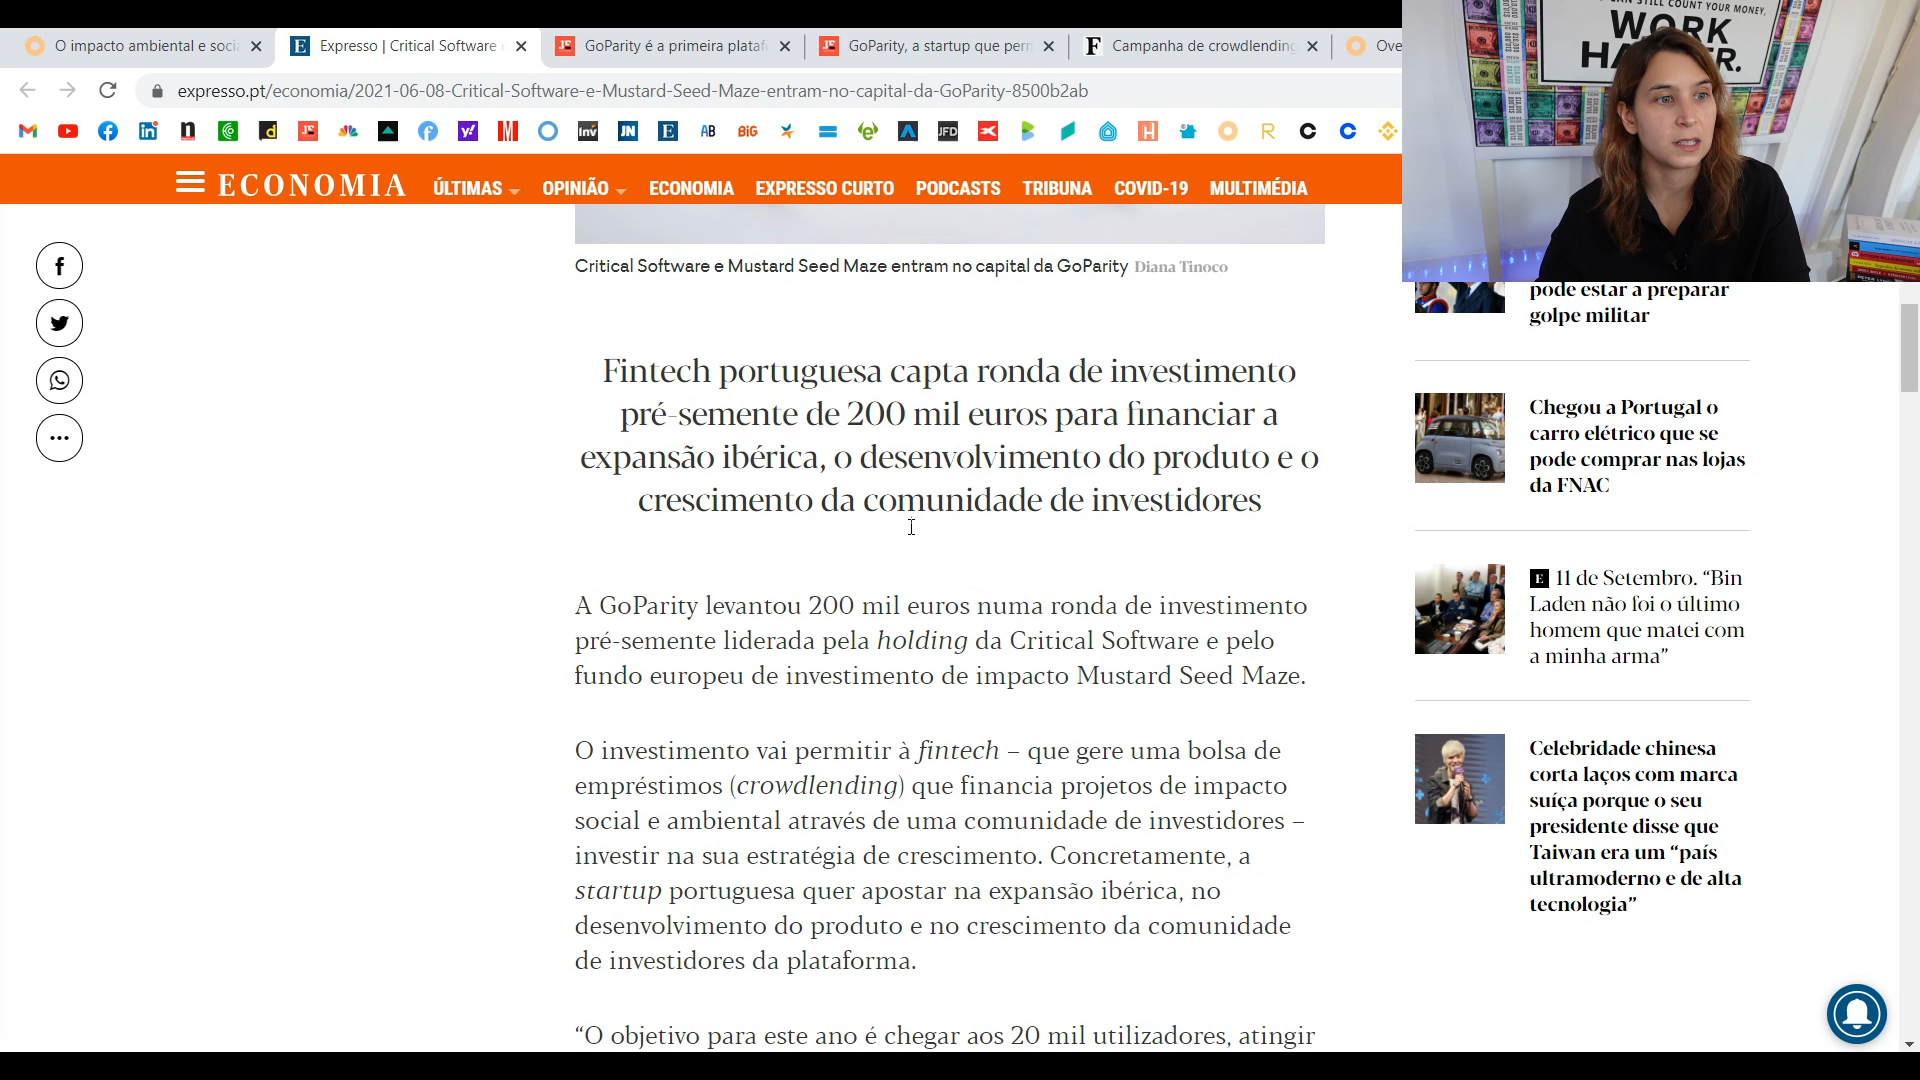 O impacto ambiental e soci
Expresso | Critical Software
GoParity é a primeira plataf
GoParity, a startup que perm
Campanha de crowdlending
Ove
expresso.pt/economia/2021-06-08-Critical-Software-e-Mustard-Seed-Maze-entram-no-capital-da-GoParity-8500b2ab
STILL COUNT YOUR MONEY,
WORK
ECONOMIA
ÚLTIMAS
OPINIÃO
ECONOMIA
EXPRESSO CURTO
PODCASTS
TRIBUNA
COVID-19
MULTIMÉDIA
Critical Software e Mustard Seed Maze entram no capital da GoParity Diana Tinoco
Fintech portuguesa capta ronda de investimento
pré-semente de 200 mil euros para financiar a
expansão ibérica, o desenvolvimento do produto e o
crescimento da comunidade de investidores
A GoParity levantou 200 mil euros numa ronda de investimento
pré-semente liderada pela holding da Critical Software e pelo
fundo europeu de investimento de impacto Mustard Seed Maze.
O investimento vai permitir à fintech – que gere uma bolsa de
empréstimos (crowdlending) que financia projetos de impacto
social e ambiental através de uma comunidade de investidores –
investir na sua estratégia de crescimento. Concretamente, a
startup portuguesa quer apostar na expansão ibérica, no
desenvolvimento do produto e no crescimento da comunidade
de investidores da plataforma.
“O objetivo para este ano é chegar aos 20 mil utilizadores, atingir
pode estar a preparar
golpe militar
Chegou a Portugal o
carro elétrico que se
pode comprar nas lojas
da FNAC
E 11 de Setembro. “Bin
Laden não foi o último
homem que matei com
a minha arma”
Celebridade chinesa
corta laços com marca
suíça porque o seu
presidente disse que
Taiwan era um “país
ultramoderno e de alta
tecnologia”